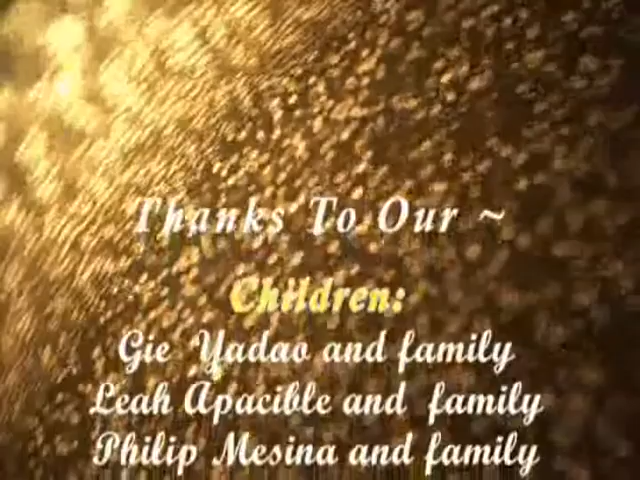 Thanks To Our ~
Children:
Gie Yadao and family
Leah Apacible and family
Philip Mesina and family